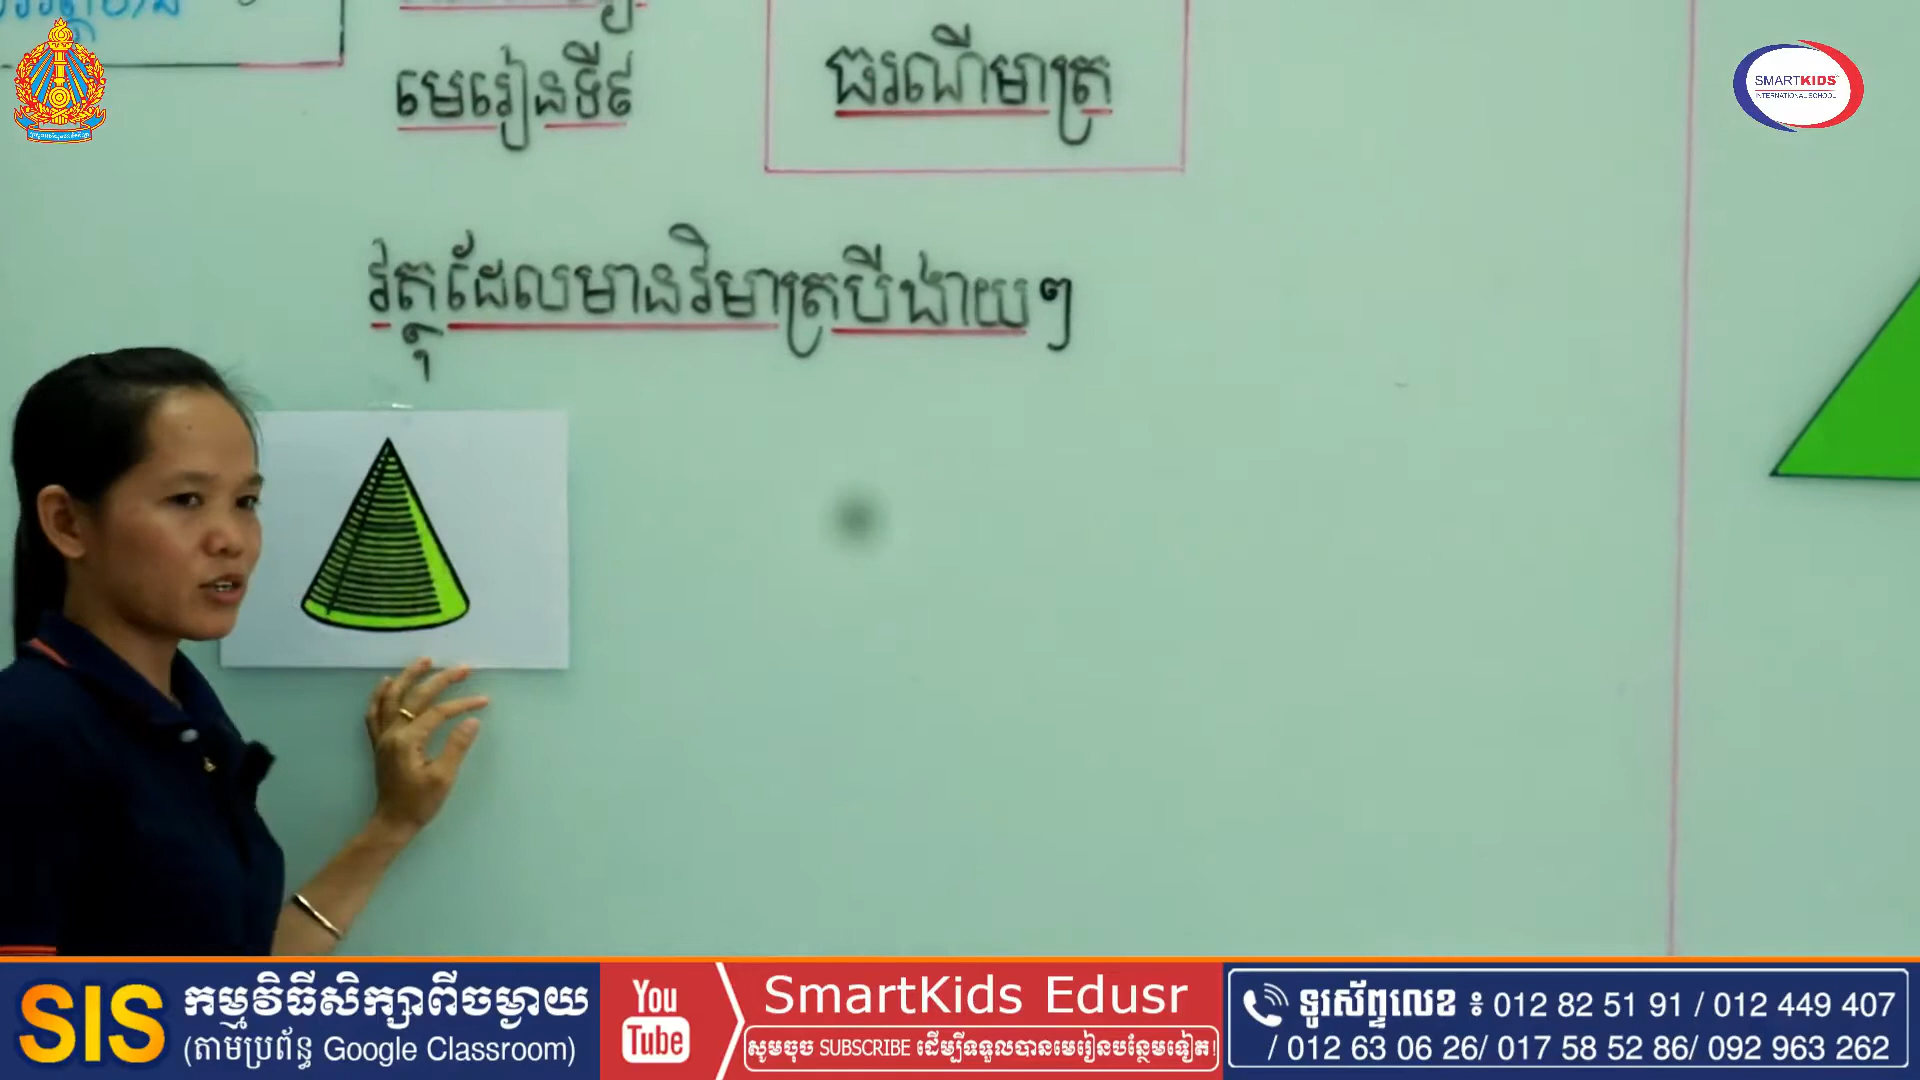 មេរៀនទី៩
ធរណីមាត្រ
វត្ថុដែលមានវិមាត្របីងាយៗ
SMARTKIDS
INTERNATIONAL SCHOOL
SIS
កម្មវិធីសិក្សាពីចម្ងាយ
(តាមប្រព័ន្ធ Google Classroom)
You Tube
SmartKids Edusr
សូមចុច SUBSCRIBE ដើម្បីទទួលបានមេរៀនបន្ថែមទៀត!
ទូរស័ព្ទលេខ ៖ 012 82 51 91 / 012 449 407
/ 012 63 06 26/ 017 58 52 86/ 092 963 262